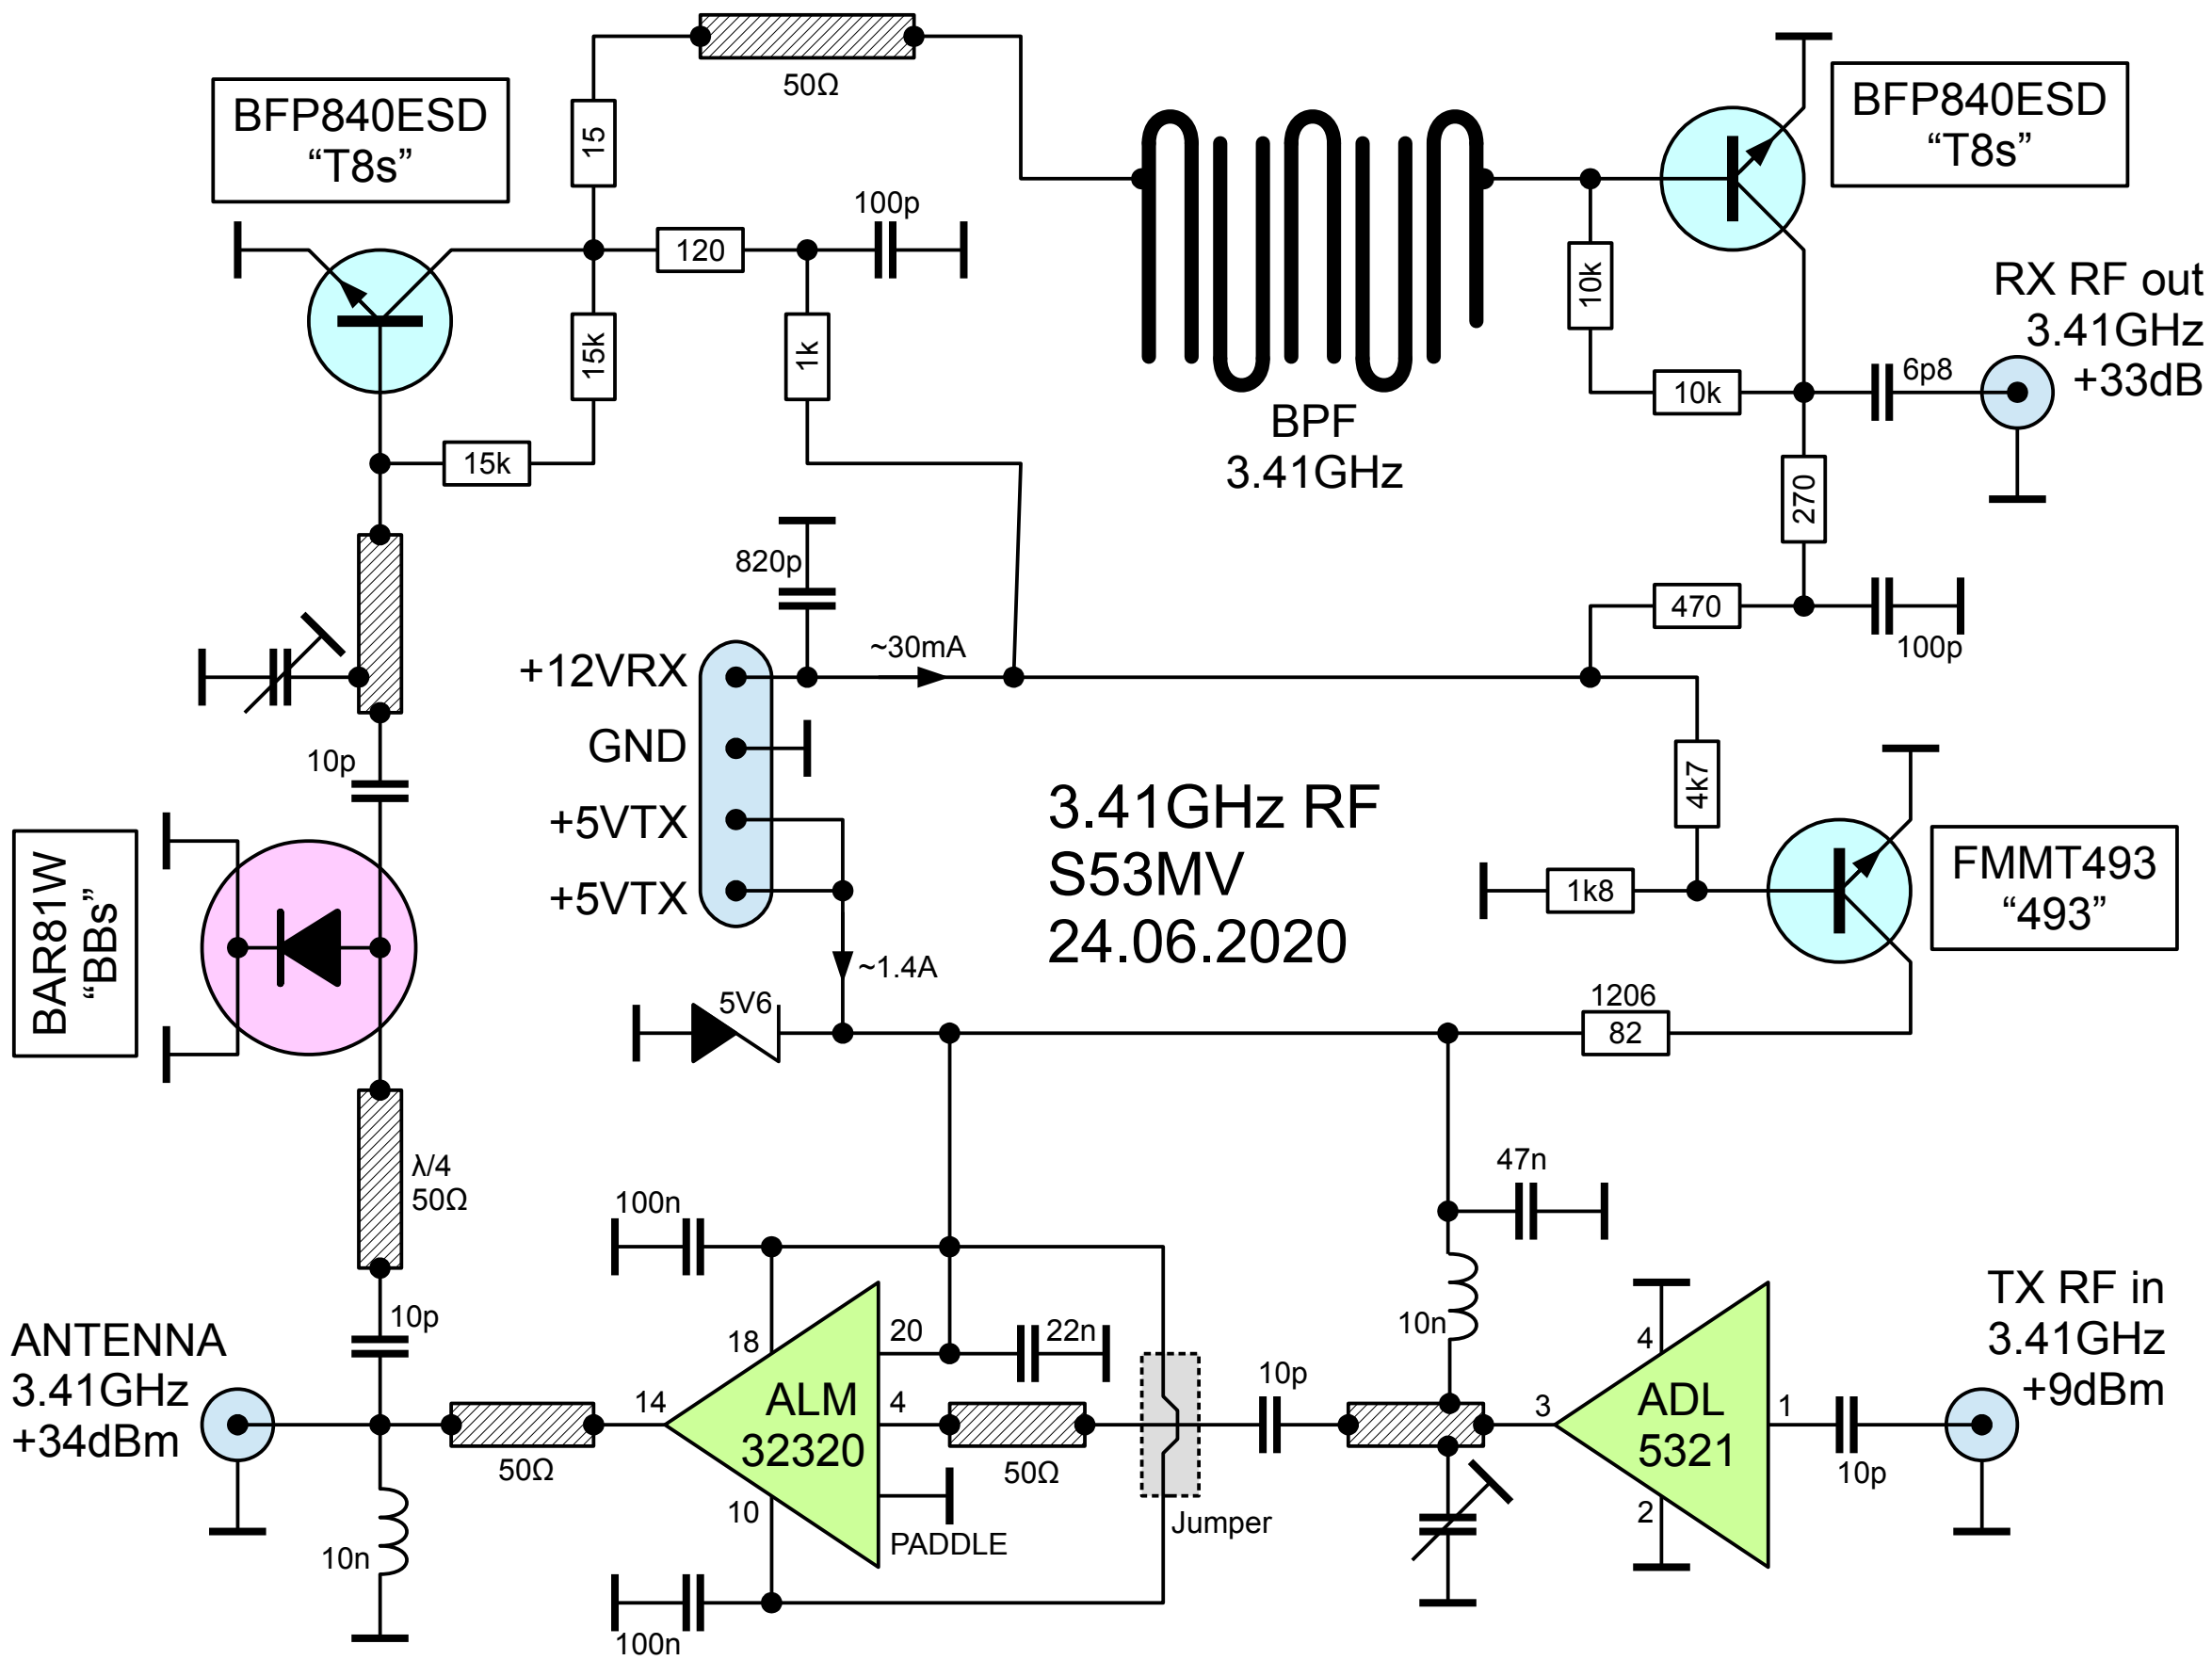 50Ω
BFP840ESD
“T8s”
15
100p
120
15k
1k
15k
BPF
3.41GHz
BFP840ESD
“T8s”
10k
10k
6p8
RX RF out
3.41GHz
+33dB
270
470
100p
820p
~30mA
+12VRX
GND
+5VTX
+5VTX
~1.4A
5V6
3.41GHz RF
S53MV
24.06.2020
4k7
1k8
FMMT493
“493”
1206
82
10p
BAR81W
“BBs”
λ/4
50Ω
10p
ANTENNA
3.41GHz
+34dBm
10n
50Ω
100n
18
20
22n
14
ALM
32320
4
50Ω
10
PADDLE
100n
Jumper
10p
47n
10n
3
4
ADL
5321
1
2
10p
TX RF in
3.41GHz
+9dBm